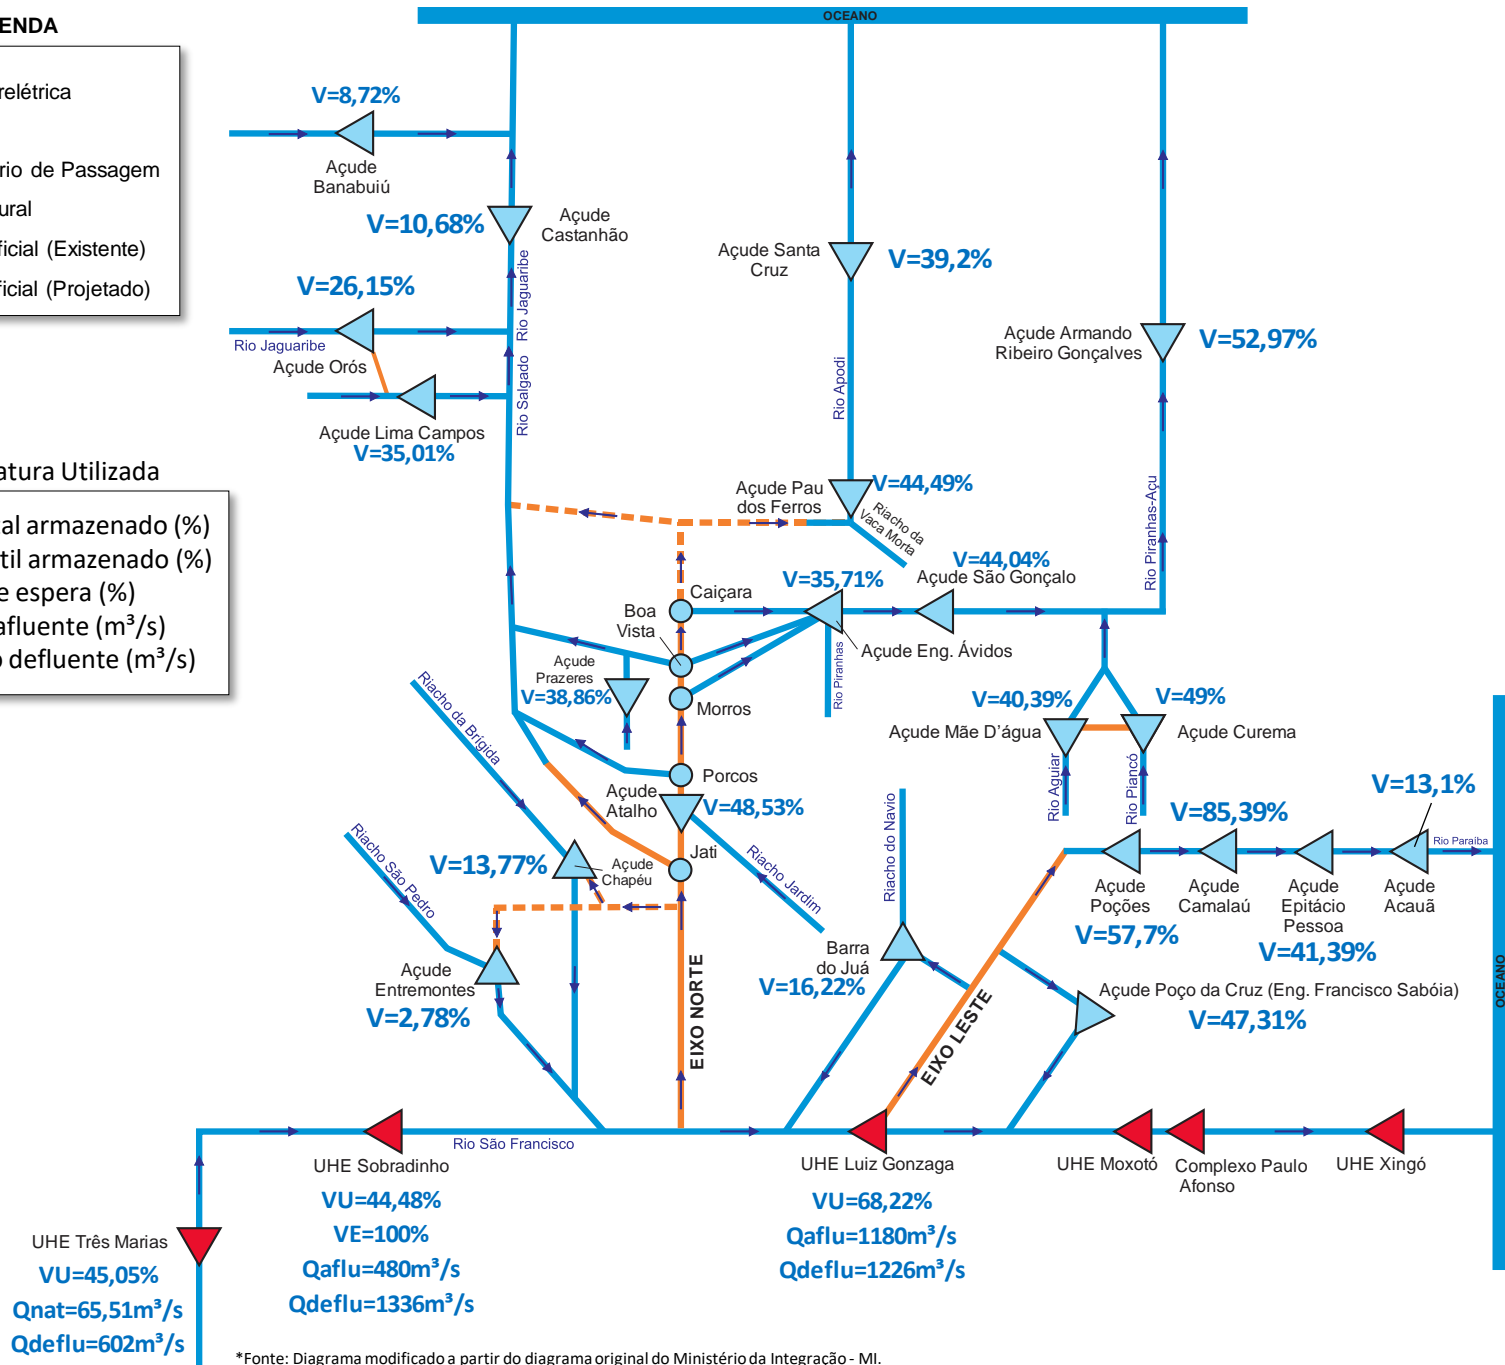 OCEANO
ENDA
relétrica
rio de Passagem
ural
ficial (Existente)
ficial (Projetado)
V=8,72%
Açude
Banabuiú
V=10,68%
Açude
Castanhão
Rio Jaguaribe
V=26,15%
Rio Jaguaribe
Açude Orós
Rio Salgado
Açude Lima Campos
V=35,01%
Açude Santa
Cruz
V=39,2%
Rio Apodi
Açude Armando
Ribeiro Gonçalves
V=52,97%
Rio Piranhas-Açu
atura Utilizada
tal armazenado (%)
til armazenado (%)
e espera (%)
afluente (m³/s)
o defluente (m³/s)
Açude Pau
dos Ferros
V=44,49%
Riacho da
Vaca Morta
V=44,04%
Açude São Gonçalo
V=35,71%
Caiçara
Boa
Vista
Açude Eng. Ávidos
Rio Piranhas
Açude
Prazeres
V=38,86%
Morros
Riacho da Brígida
V=40,39%
Açude Mãe D'água
V=49%
Açude Curema
Rio Aguiar
Rio Piancó
Porcos
Açude
Atalho
V=48,53%
Jati
Riacho Jardim
Riacho do Navio
V=13,77%
Açude
Chapéu
Riacho São Pedro
V=13,1%
V=85,39%
Rio Paraíba
Açude
Poções
V=57,7%
Açude
Camalaú
Açude
Epitácio
Pessoa
V=41,39%
Açude
Acauã
Açude
Entremontes
V=2,78%
EIXO NORTE
Barra
do Juá
V=16,22%
EIXO LESTE
Açude Poço da Cruz (Eng. Francisco Sabóia)
V=47,31%
OCEANO
Rio São Francisco
UHE Sobradinho
VU=44,48%
VE=100%
Qaflu=480m³/s
Qdeflu=1336m³/s
UHE Luiz Gonzaga
VU=68,22%
Qaflu=1180m³/s
Qdeflu=1226m³/s
UHE Moxotó
Complexo Paulo
Afonso
UHE Xingó
UHE Três Marias
VU=45,05%
Qnat=65,51m³/s
Qdeflu=602m³/s
*Fonte: Diagrama modificado a partir do diagrama original do Ministério da Integração - MI.